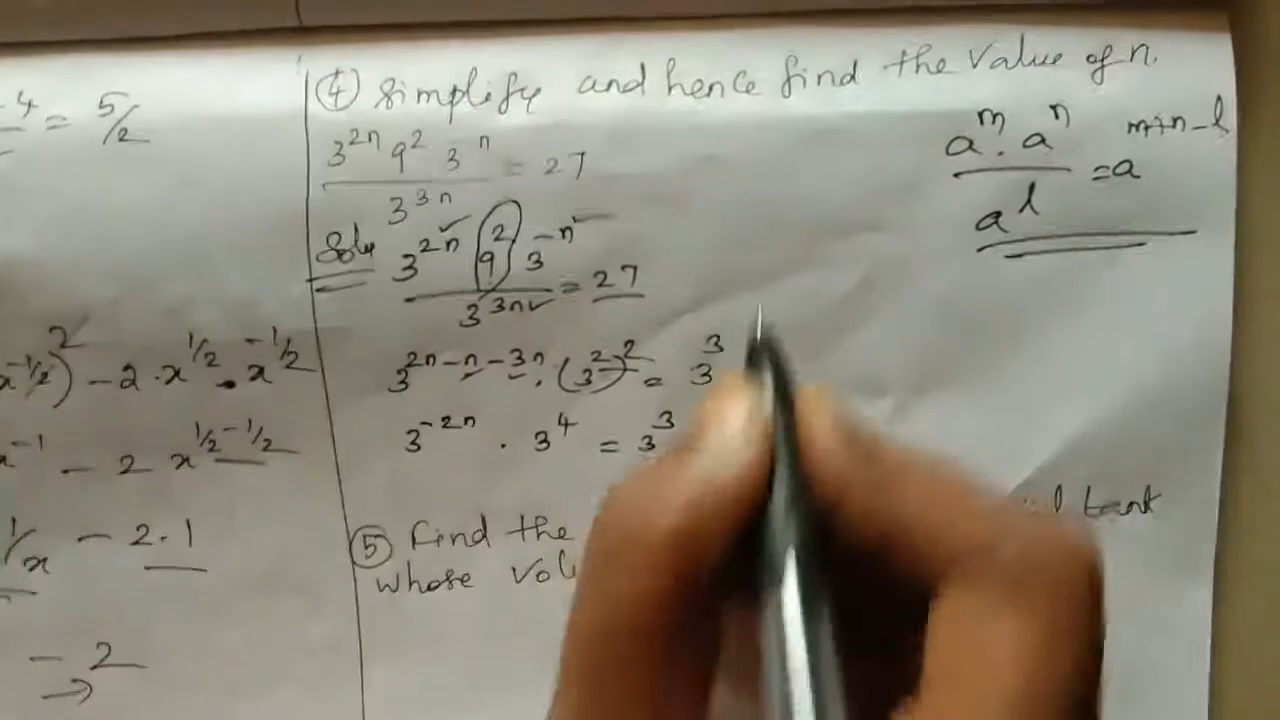 4 = 5/2
2
x^(-1/2)) - 2 . x^(1/2) . x^(-1/2)
x^(-1) - 2 x^(1/2 - 1/2)
1/x - 2 . 1
- 2
→
④ Simplify and hence find the value of n.
3^(2n) 9^2 3^n / 3^(3n) = 27
Soln 3^(2n) 9^2 3^(-n) / 3^(3n) = 27
3^(2n-n-3n) . (3^2)^2 = 3^3
3^(-2n) . 3^4 = 3^3
⑤ Find the
whose vol
a^m . a^n / a^l = a^(m+n-l)